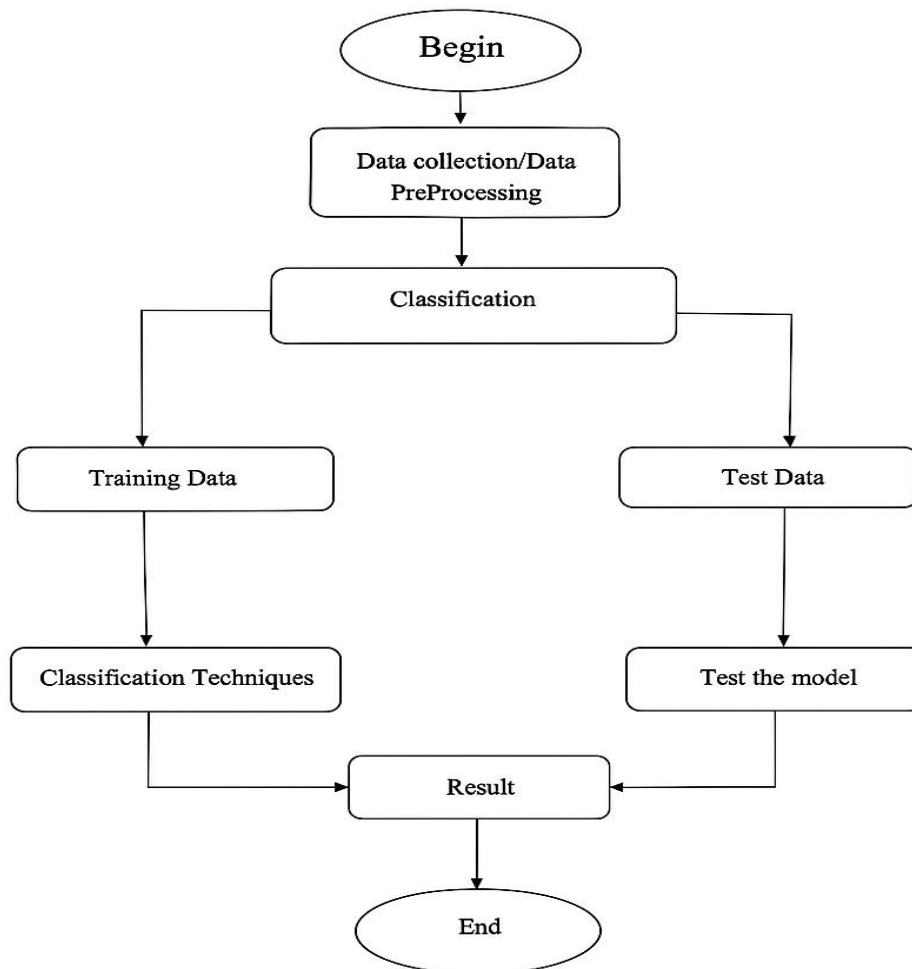 Begin
Data collection/Data
PreProcessing
Classification
Training Data
Test Data
Classification Techniques
Test the model
Result
End